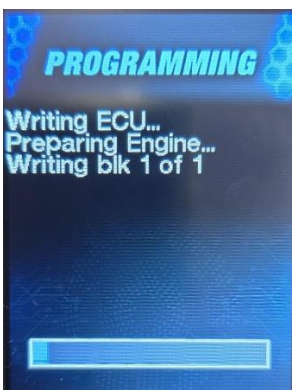 PROGRAMMING
Writing ECU...
Preparing Engine...
Writing blk 1 of 1